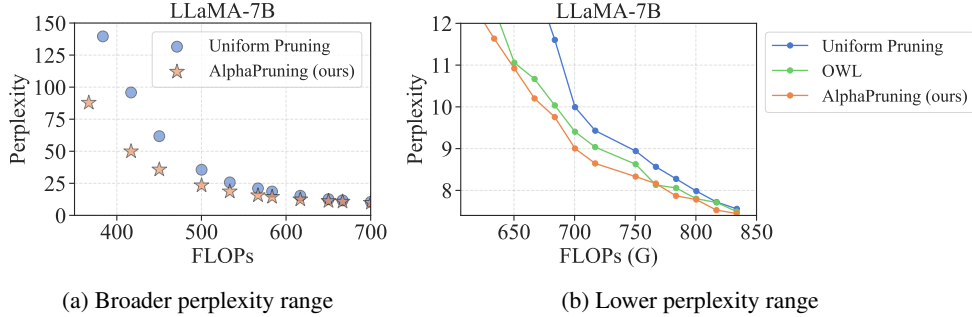 LLaMA-7B
150
125
100
75
50
25
0
Perplexity
400
500
600
700
FLOPs
Uniform Pruning
AlphaPruning (ours)
(a) Broader perplexity range
LLaMA-7B
12
11
10
9
8
Perplexity
650
700
750
800
850
FLOPs (G)
Uniform Pruning
OWL
AlphaPruning (ours)
(b) Lower perplexity range